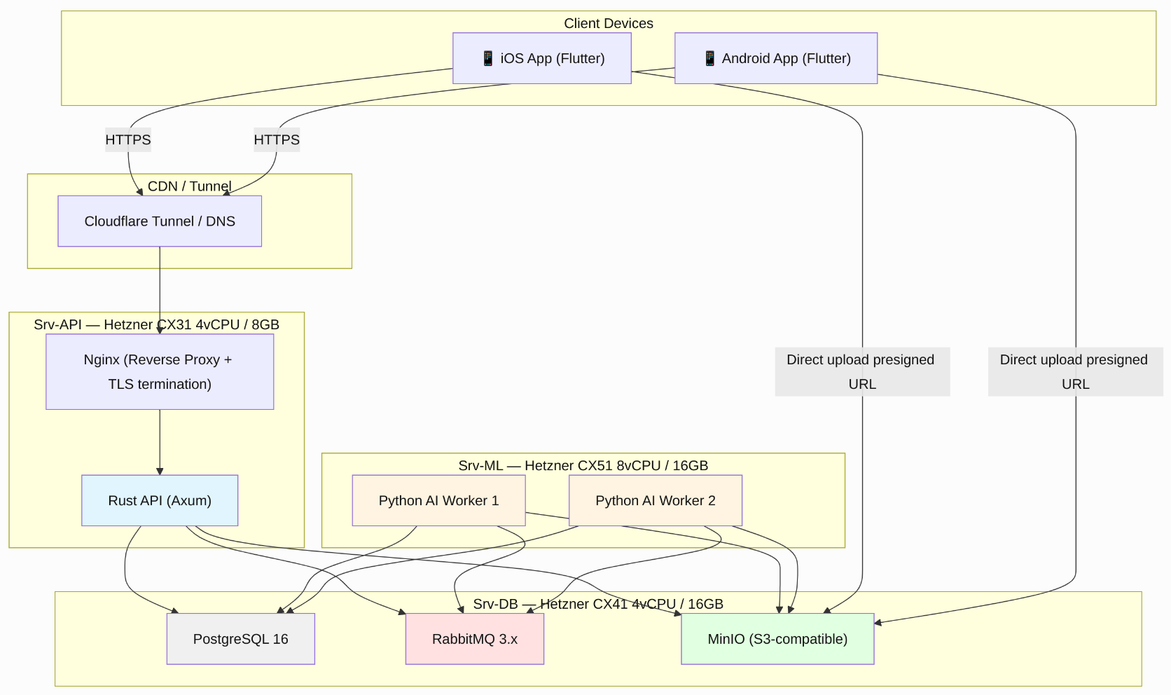 Client Devices
📱 iOS App (Flutter)
📱 Android App (Flutter)
HTTPS
HTTPS
CDN / Tunnel
Cloudflare Tunnel / DNS
Srv-API — Hetzner CX31 4vCPU / 8GB
Nginx (Reverse Proxy +
TLS termination)
Direct upload presigned
URL
Direct upload presigned
URL
Srv-ML — Hetzner CX51 8vCPU / 16GB
Rust API (Axum)
Python AI Worker 1
Python AI Worker 2
Srv-DB — Hetzner CX41 4vCPU / 16GB
PostgreSQL 16
RabbitMQ 3.x
MinIO (S3-compatible)